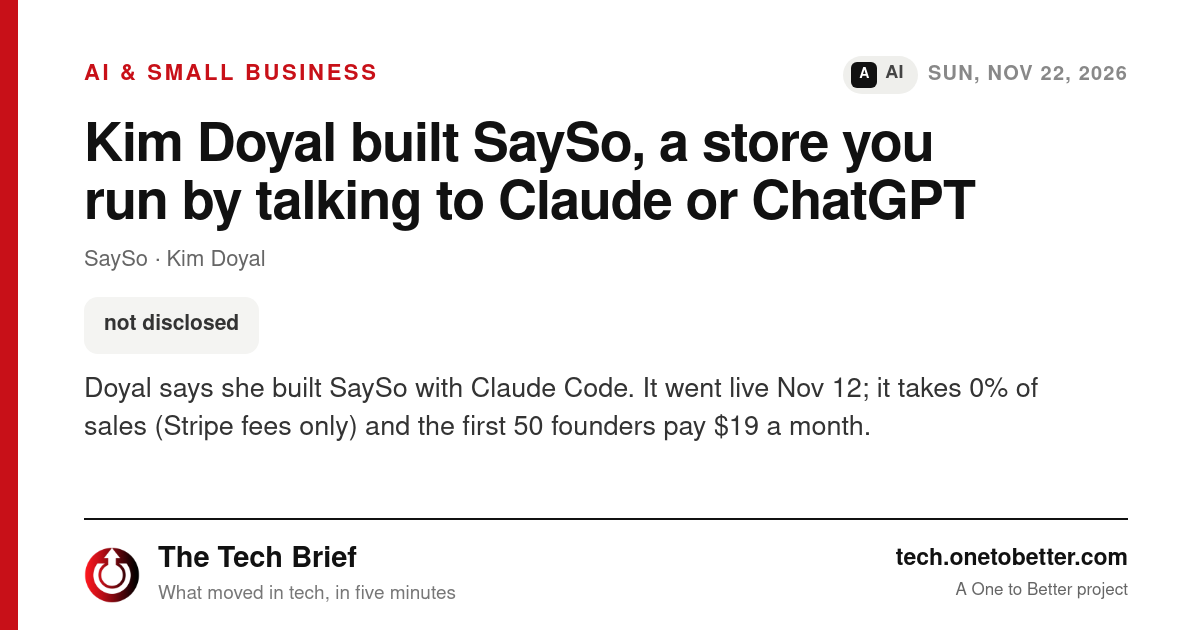 AI & SMALL BUSINESS
A AI SUN, NOV 22, 2026
Kim Doyal built SaySo, a store you
run by talking to Claude or ChatGPT
SaySo · Kim Doyal
not disclosed
Doyal says she built SaySo with Claude Code. It went live Nov 12; it takes 0% of
sales (Stripe fees only) and the first 50 founders pay $19 a month.
The Tech Brief
What moved in tech, in five minutes
tech.onetobetter.com
A One to Better project